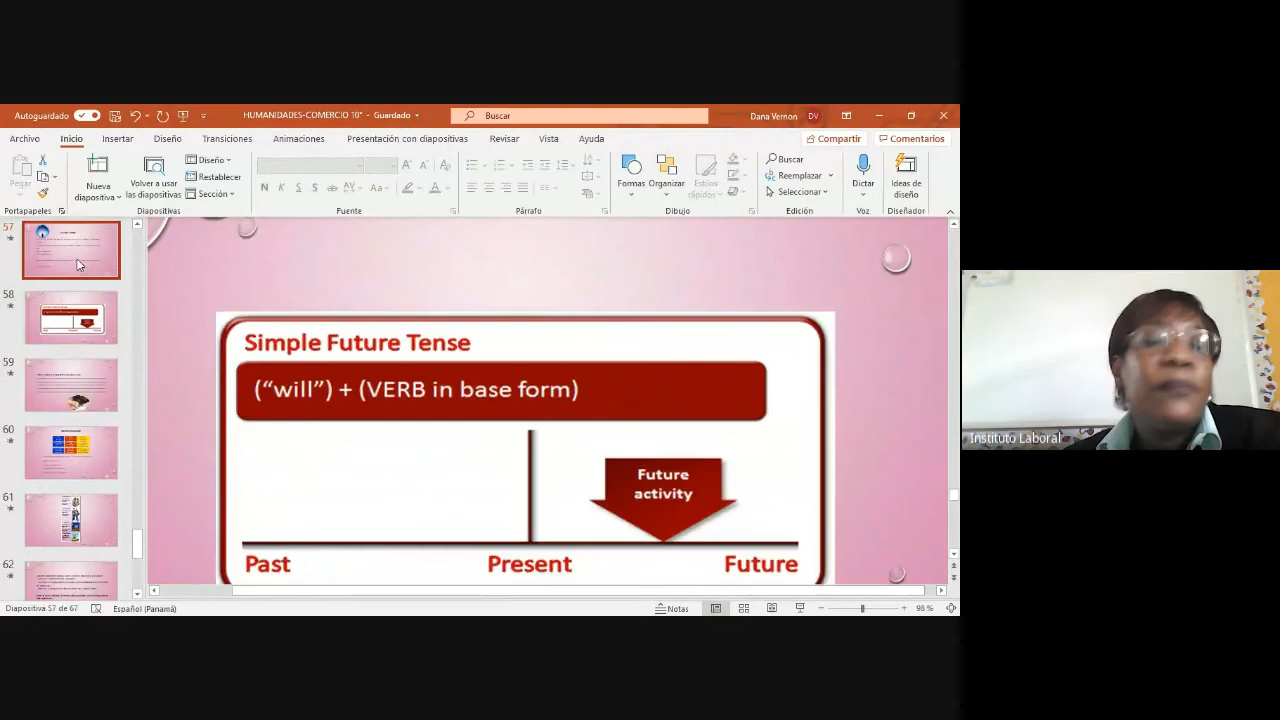 Autoguardado
HUMANIDADES-COMERCIO 10° - Guardado
Buscar
Dana Vernon DV
Archivo Inicio Insertar Diseño Transiciones Animaciones Presentación con diapositivas Revisar Vista Ayuda Compartir Comentarios
Pegar
Nueva diapositiva
Volver a usar las diapositivas
Diseño
Restablecer
Sección
N K S S ab AV Aa A
Formas
Organizar
Estilos rápidos
Buscar
Reemplazar
Seleccionar
Dictar
Ideas de diseño
Portapapeles Diapositivas Fuente Párrafo Dibujo Edición Voz Diseñador
57
58
59
60
61
62
Simple Future Tense
(“will”) + (VERB in base form)
Future
activity
Past Present Future
Instituto Laboral
Diapositiva 57 de 67 Español (Panamá) Notas 98 %